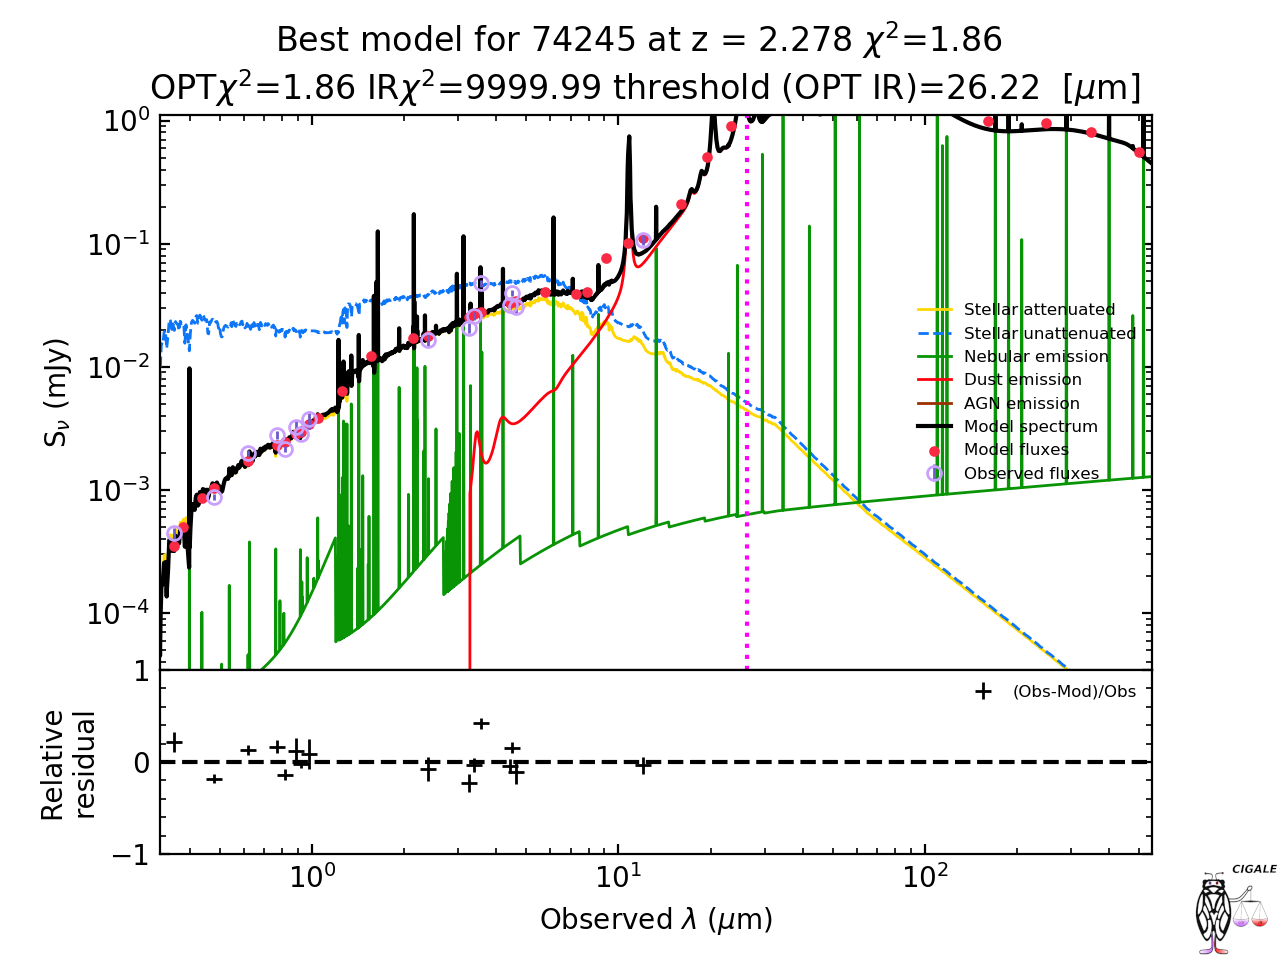 Best model for 74245 at z = 2.278 χ²=1.86
OPTχ²=1.86 IRχ²=9999.99 threshold (OPT IR)=26.22 [μm]
10⁰
10⁻¹
10⁻²
10⁻³
10⁻⁴
S_ν (mJy)
Stellar attenuated
Stellar unattenuated
Nebular emission
Dust emission
AGN emission
Model spectrum
Model fluxes
Observed fluxes
1
0
−1
Relative
residual
(Obs-Mod)/Obs
10⁰ 10¹ 10²
Observed λ (μm)
CIGALE